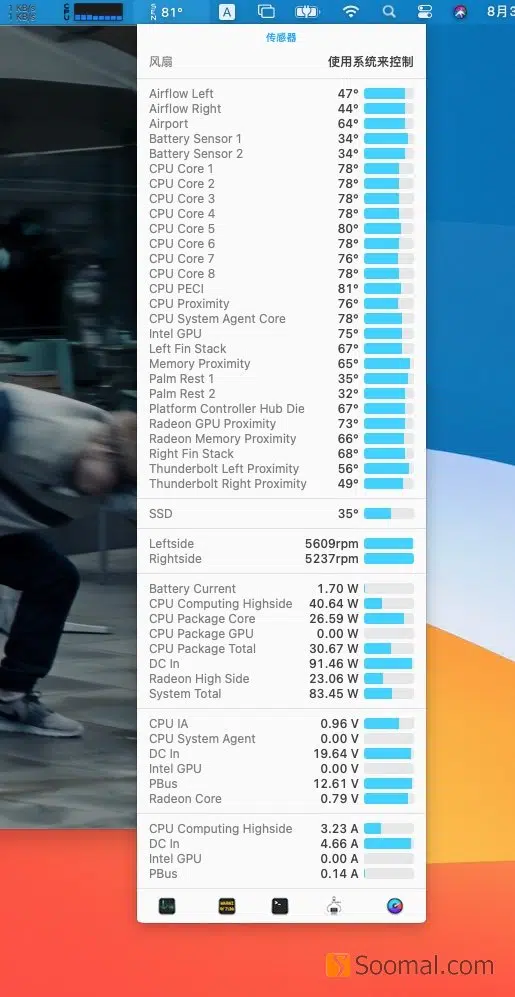 1 KB/s
1 KB/s
CPU
SEN 81°
A
8月3
传感器
风扇 使用系统来控制
Airflow Left 47°
Airflow Right 44°
Airport 64°
Battery Sensor 1 34°
Battery Sensor 2 34°
CPU Core 1 78°
CPU Core 2 78°
CPU Core 3 78°
CPU Core 4 78°
CPU Core 5 80°
CPU Core 6 78°
CPU Core 7 76°
CPU Core 8 78°
CPU PECI 81°
CPU Proximity 76°
CPU System Agent Core 78°
Intel GPU 75°
Left Fin Stack 67°
Memory Proximity 65°
Palm Rest 1 35°
Palm Rest 2 32°
Platform Controller Hub Die 67°
Radeon GPU Proximity 73°
Radeon Memory Proximity 66°
Right Fin Stack 68°
Thunderbolt Left Proximity 56°
Thunderbolt Right Proximity 49°
SSD 35°
Leftside 5609rpm
Rightside 5237rpm
Battery Current 1.70 W
CPU Computing Highside 40.64 W
CPU Package Core 26.59 W
CPU Package GPU 0.00 W
CPU Package Total 30.67 W
DC In 91.46 W
Radeon High Side 23.06 W
System Total 83.45 W
CPU IA 0.96 V
CPU System Agent 0.00 V
DC In 19.64 V
Intel GPU 0.00 V
PBus 12.61 V
Radeon Core 0.79 V
CPU Computing Highside 3.23 A
DC In 4.66 A
Intel GPU 0.00 A
PBus 0.14 A
Soomal.com